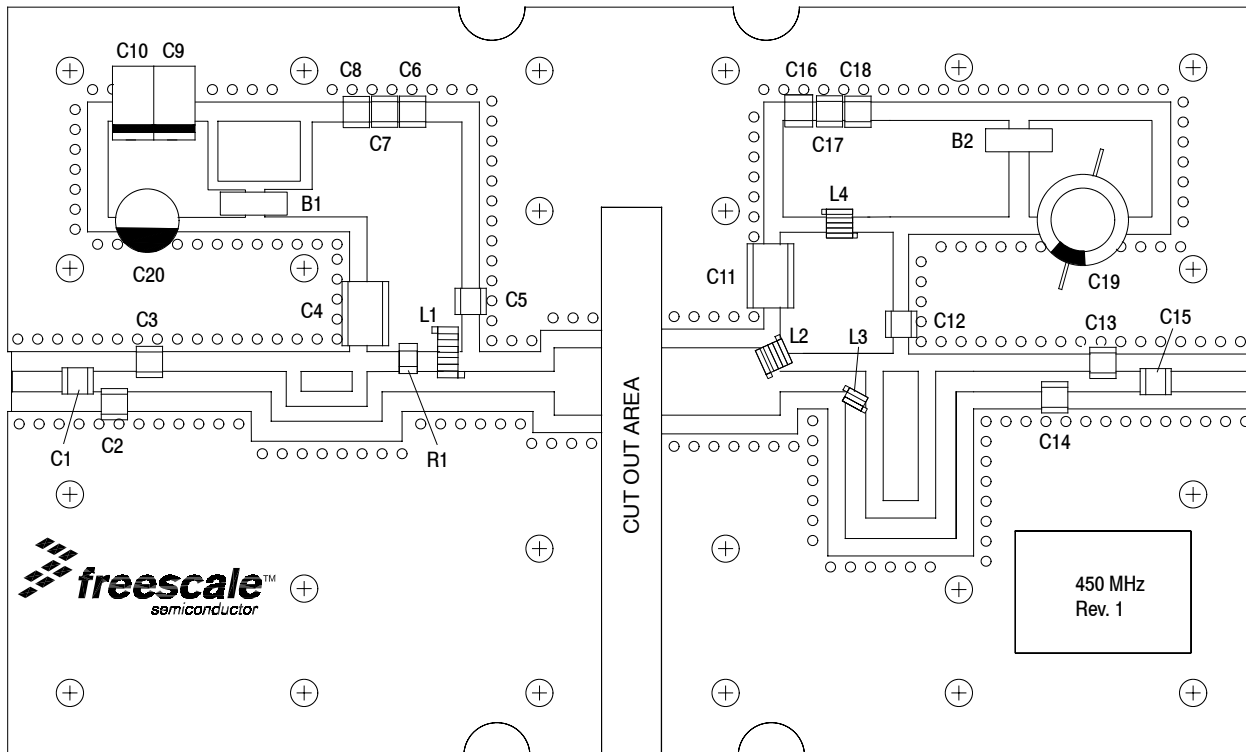 C10 C9
C8 C6
C7
B1
C20
C3
C4
L1
C5
C1
C2
R1
CUT OUT AREA
C16 C18
C17
B2
L4
C11
C19
L2
L3
C12
C13
C15
C14
freescale™
semiconductor
450 MHz
Rev. 1